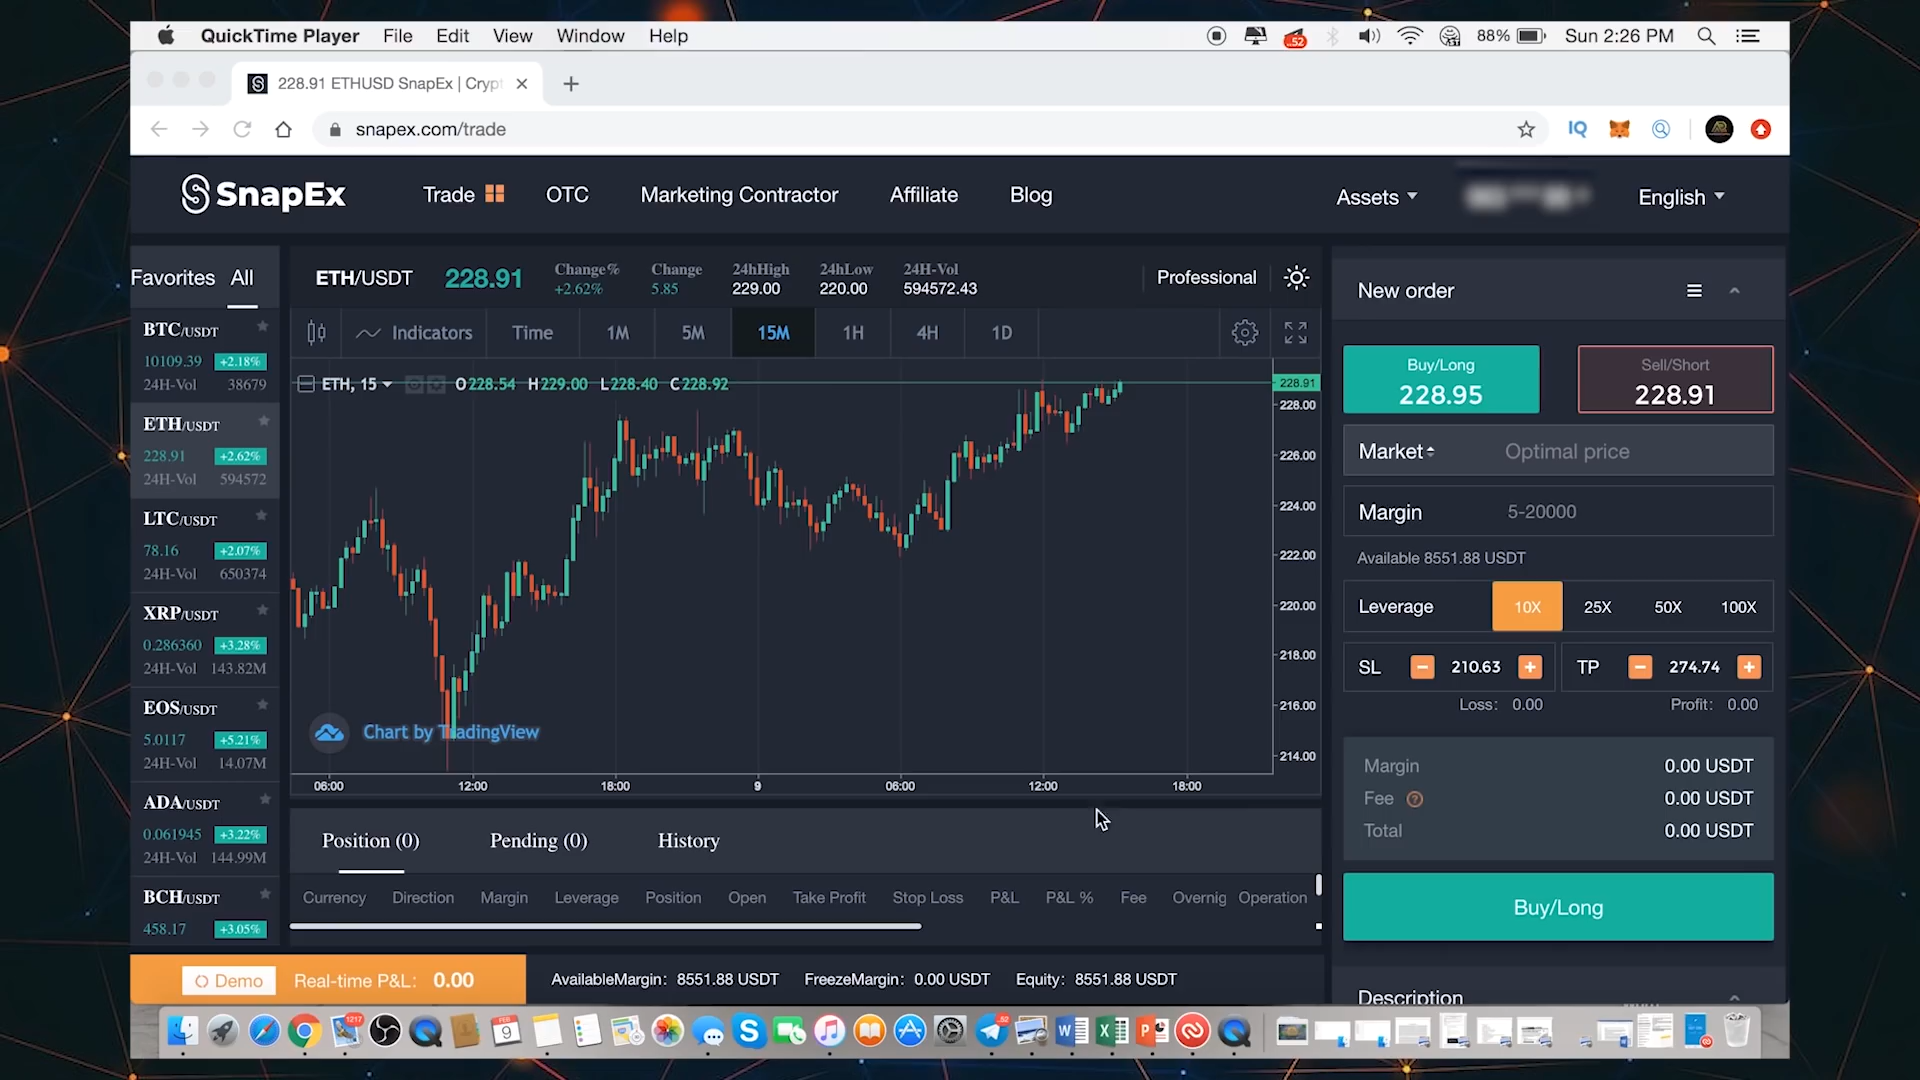 QuickTime Player File Edit View Window Help
52 88% Sun 2:26 PM
228.91 ETHUSD SnapEx | Crypt
snapex.com/trade
IQ
SnapEx Trade OTC Marketing Contractor Affiliate Blog Assets English
Favorites All
BTC/USDT
10109.39 +2.18%
24H-Vol 38679
ETH/USDT
228.91 +2.62%
24H-Vol 594572
LTC/USDT
78.16 +2.07%
24H-Vol 650374
XRP/USDT
0.286360 +3.28%
24H-Vol 143.82M
EOS/USDT
5.0117 +5.21%
24H-Vol 14.07M
ADA/USDT
0.061945 +3.22%
24H-Vol 144.99M
BCH/USDT
458.17 +3.05%
ETH/USDT 228.91
Change% Change 24hHigh 24hLow 24H-Vol
+2.62% 5.85 229.00 220.00 594572.43
Professional
Indicators Time 1M 5M 15M 1H 4H 1D
ETH, 15 O228.54 H229.00 L228.40 C228.92
228.91
228.00
226.00
224.00
222.00
220.00
218.00
216.00
214.00
Chart by TradingView
06:00 12:00 18:00 9 06:00 12:00 18:00
Position (0) Pending (0) History
Currency Direction Margin Leverage Position Open Take Profit Stop Loss P&L P&L % Fee Overnig Operation
New order
Buy/Long
228.95
Sell/Short
228.91
Market Optimal price
Margin 5-20000
Available 8551.88 USDT
Leverage 10X 25X 50X 100X
SL - 210.63 + TP - 274.74 +
Loss: 0.00 Profit: 0.00
Margin 0.00 USDT
Fee ? 0.00 USDT
Total 0.00 USDT
Buy/Long
Description
Demo Real-time P&L: 0.00 AvailableMargin: 8551.88 USDT FreezeMargin: 0.00 USDT Equity: 8551.88 USDT
1217 FEB 9 52